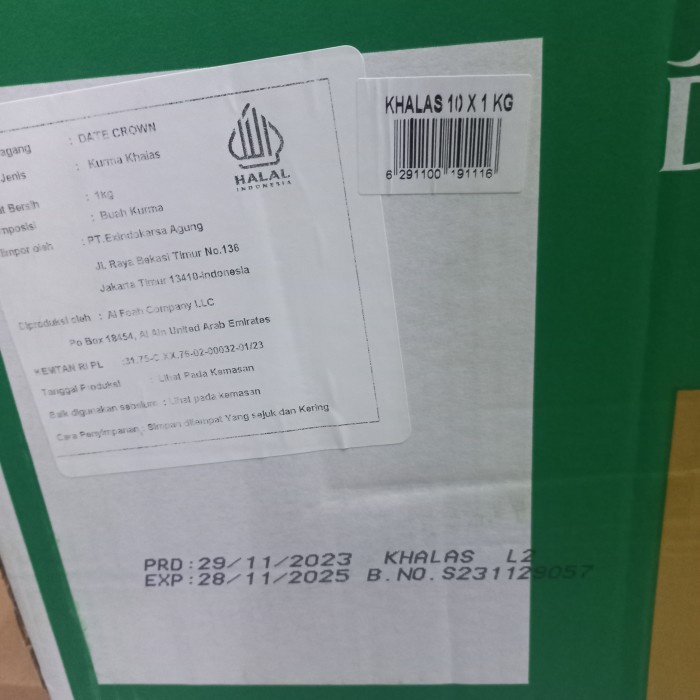 agang : DATE CROWN
Jenis : Kurma Khalas
t Bersih : 1kg
mposisi : Buah Kurma
iimpor oleh : PT.Exindokarsa Agung
Jl. Raya Bekasi Timur No.136
Jakarta Timur 13410-Indonesia
Diproduksi oleh : Al Foah Company LLC
Po Box 18454, Al Ain United Arab Emirates
KEMTAN RI PL : 31.75-C XX.76-02-00032-01/23
Tanggal Produksi : Lihat Pada Kemasan
Baik digunakan sebelum : Lihat pada kemasan
Cara Penyimpanan : Simpan ditempat Yang sejuk dan Kering
HALAL
INDONESIA
KHALAS 10 X 1 KG
6 291100 191116
D
PRD : 29/11/2023 KHALAS L2
EXP : 28/11/2025 B.NO.S231129057